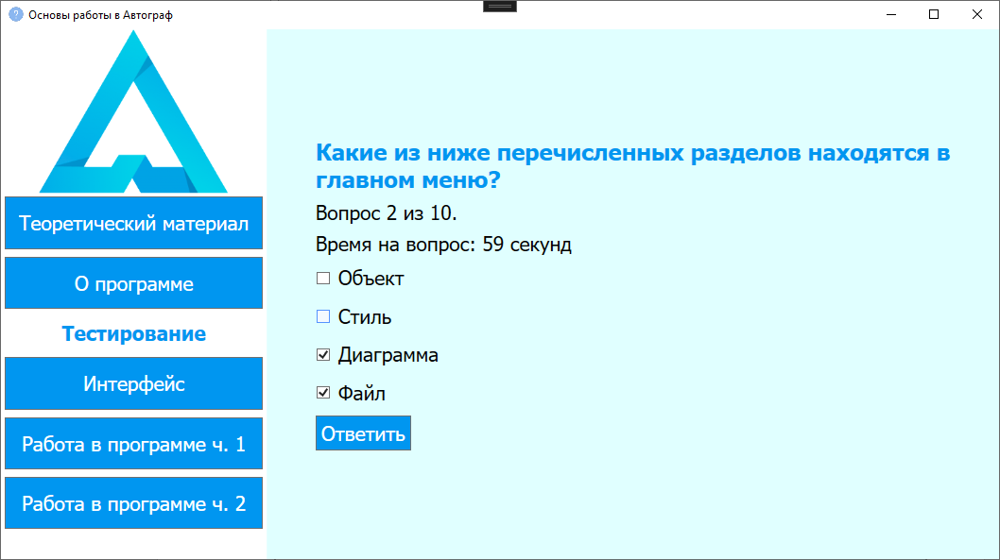 Основы работы в Автограф
Теоретический материал
О программе
Тестирование
Интерфейс
Работа в программе ч. 1
Работа в программе ч. 2
Какие из ниже перечисленных разделов находятся в
главном меню?
Вопрос 2 из 10.
Время на вопрос: 59 секунд
Объект
Стиль
Диаграмма
Файл
Ответить